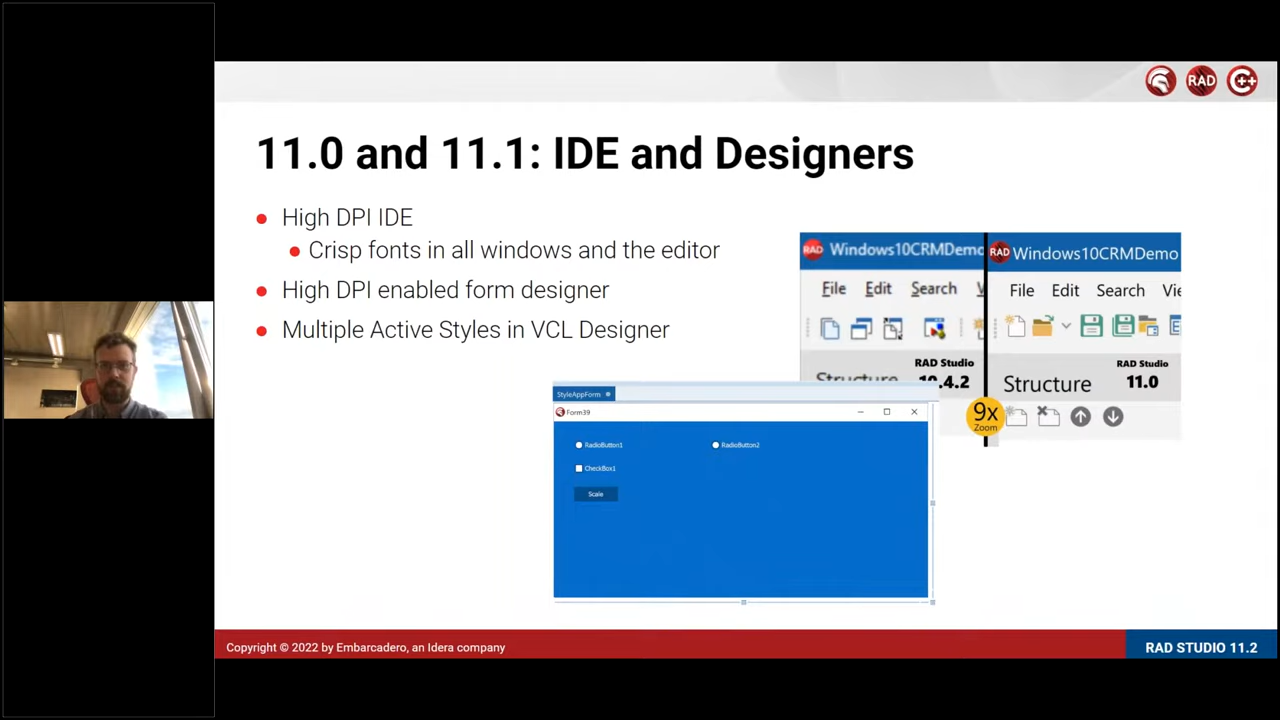 RAD
C++
11.0 and 11.1: IDE and Designers
High DPI IDE
Crisp fonts in all windows and the editor
High DPI enabled form designer
Multiple Active Styles in VCL Designer
RAD Windows10CRMDemo
File Edit Search
Structure
RAD Studio
10.4.2
RAD Windows10CRMDemo
File Edit Search Vie
Structure
RAD Studio
11.0
9x
Zoom
StyleAppForm
Form39
RadioButton1 RadioButton2
CheckBox1
Scale
Copyright © 2022 by Embarcadero, an Idera company
RAD STUDIO 11.2